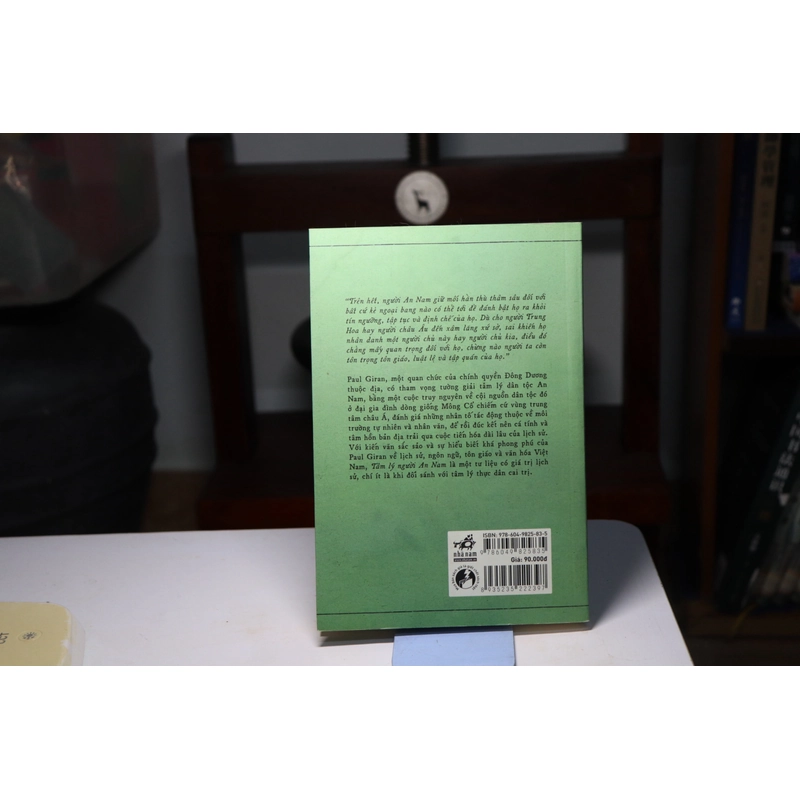 "Trên hết, người An Nam giữ mối hằn thù thâm sâu đối với
bất cứ kẻ ngoại bang nào có thể tới để đánh bật họ ra khỏi
tín ngưỡng, tập tục và định chế của họ. Dù cho người Trung
Hoa hay người châu Âu đến xâm lăng xứ sở, sai khiến họ
nhân danh một người chủ này hay người chủ kia, điều đó
chẳng mấy quan trọng đối với họ, chừng nào người ta còn
tôn trọng tôn giáo, luật lệ và tập quán của họ."
Paul Giran, một quan chức của chính quyền Đông Dương
thuộc địa, có tham vọng tường giải tâm lý dân tộc An
Nam, bằng một cuộc truy nguyên về cội nguồn dân tộc đó
ở đại gia đình dòng giống Mông Cổ chiếm cứ vùng trung
tâm châu Á, đánh giá những nhân tố tác động thuộc về môi
trường tự nhiên và nhân văn, để rồi đúc kết nên cá tính và
tâm hồn bản địa trải qua cuộc tiến hóa dài lâu của lịch sử.
Với kiến văn sắc sảo và sự hiểu biết khá phong phú của
Paul Giran về lịch sử, ngôn ngữ, tôn giáo và văn hóa Việt
Nam, Tâm lý người An Nam là một tư liệu có giá trị lịch
sử, chí ít là khi đối sánh với tâm lý thực dân cai trị.
ISBN: 978-604-9825-83-5
9 786049 825835
nhã nam
Giá: 90.000đ
8 935235 222397